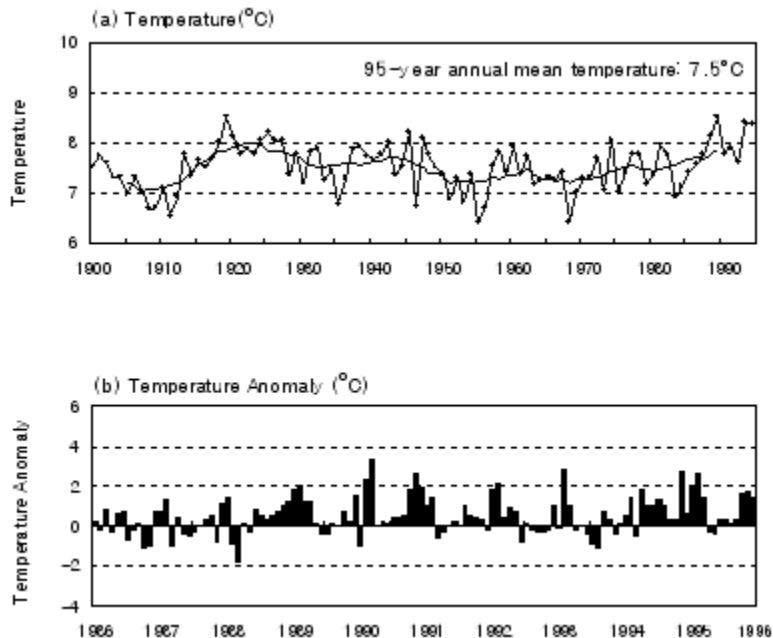 (a) Temperature(°C)
95-year annual mean temperature: 7.5°C
Temperature
10
9
8
7
6
1900 1910 1920 1930 1940 1950 1960 1970 1980 1990
(b) Temperature Anomaly (°C)
Temperature Anomaly
6
4
2
0
−2
−4
1986 1987 1988 1989 1990 1991 1992 1993 1994 1995 1996